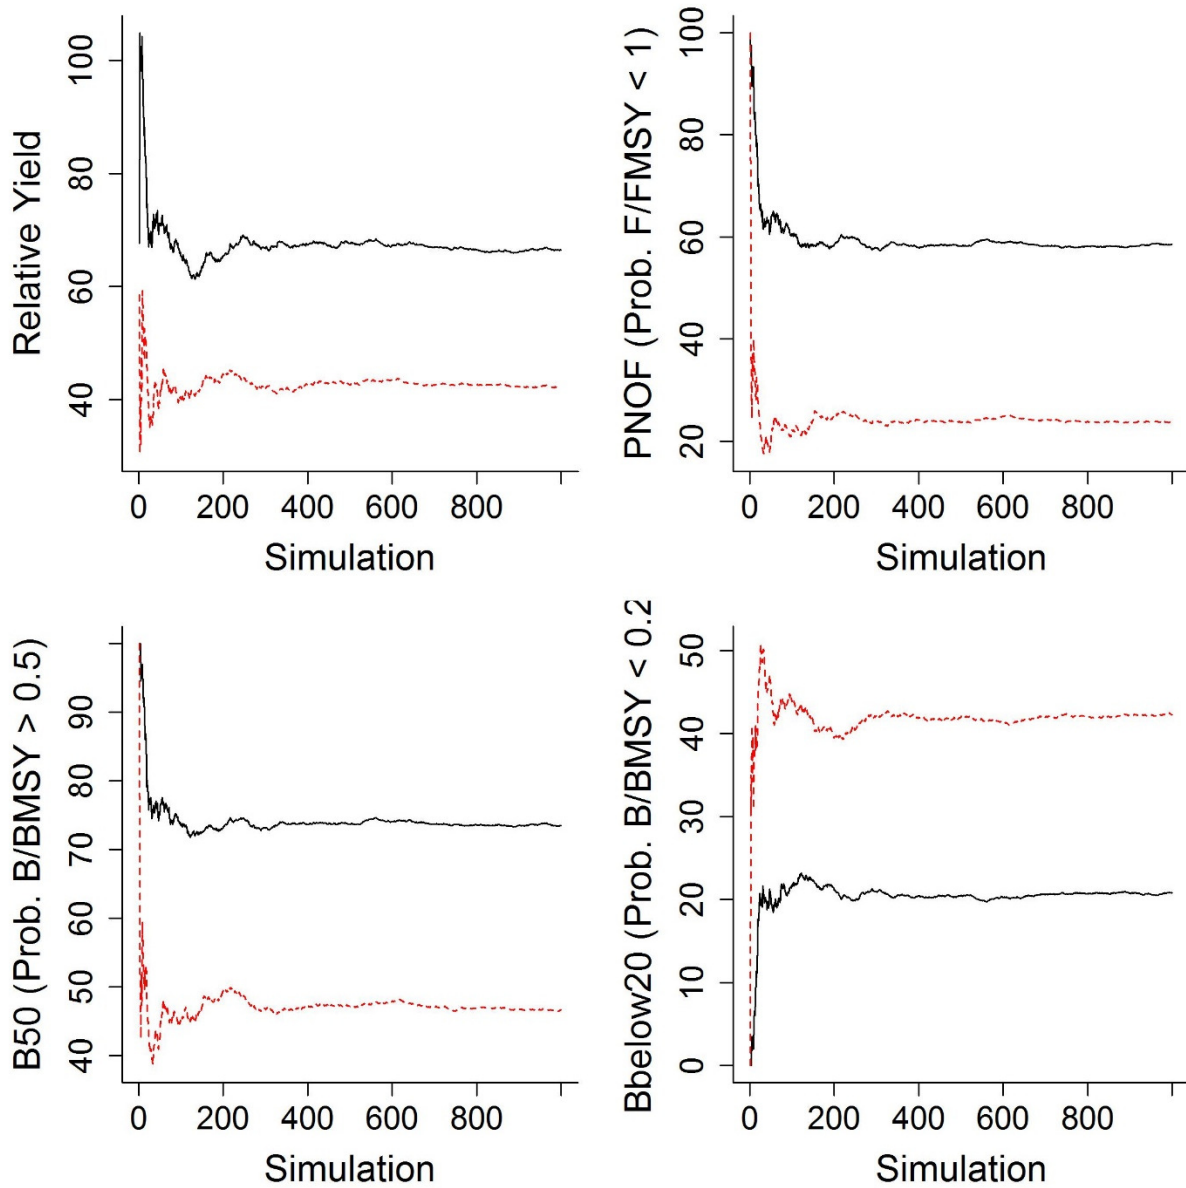 Relative Yield
100
80
60
40
0 200 400 600 800
Simulation
PNOF (Prob. F/FMSY < 1)
100
80
60
40
20
0 200 400 600 800
Simulation
B50 (Prob. B/BMSY > 0.5)
90
80
70
60
50
40
0 200 400 600 800
Simulation
Bbelow20 (Prob. B/BMSY < 0.2
50
40
30
20
10
0
0 200 400 600 800
Simulation